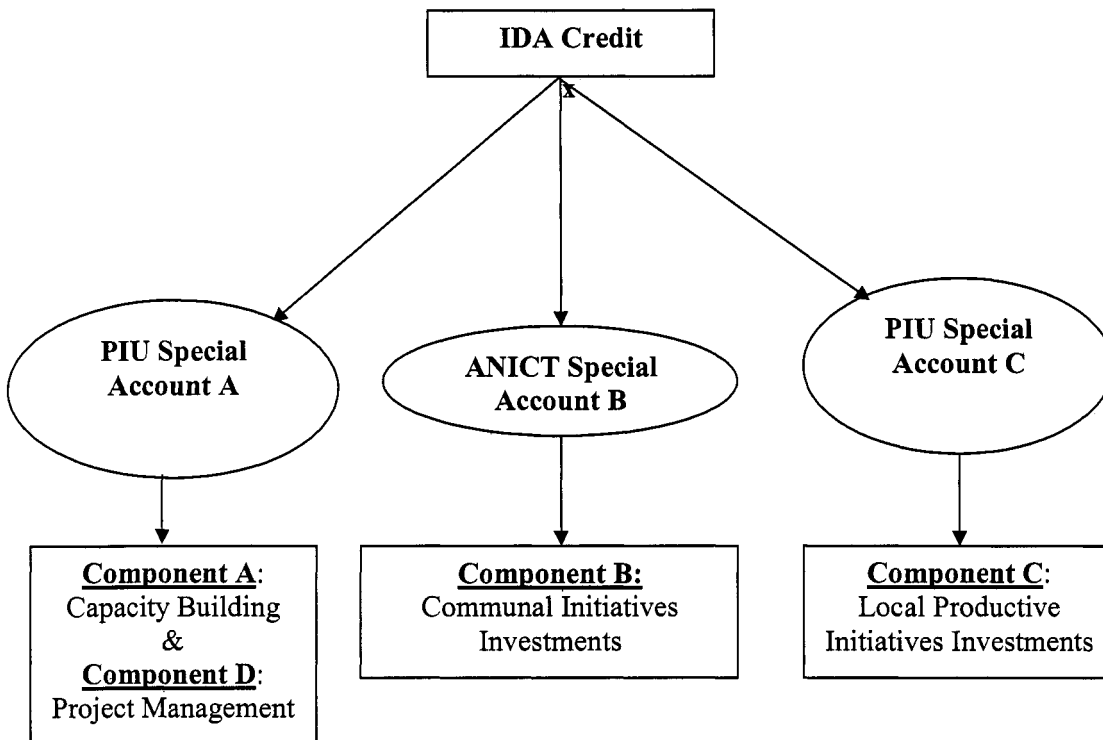 IDA Credit
x
PIU Special
Account A
ANICT Special
Account B
PIU Special
Account C
Component A:
Capacity Building
&
Component D:
Project Management
Component B:
Communal Initiatives
Investments
Component C:
Local Productive
Initiatives Investments